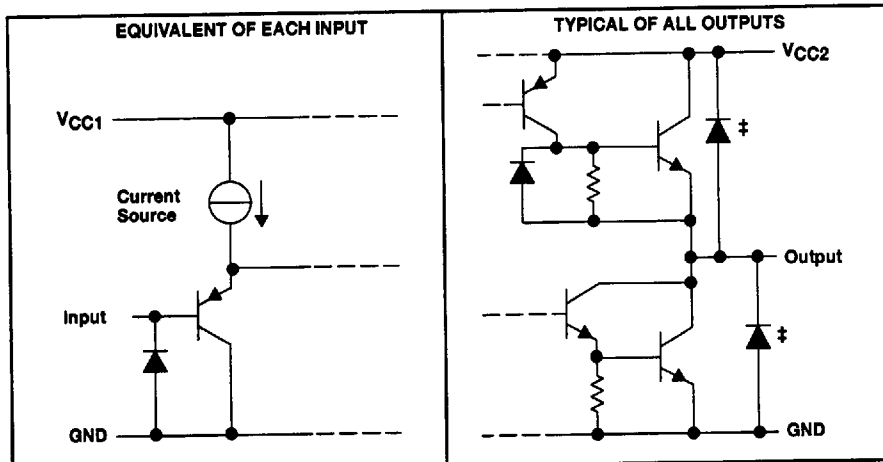 EQUIVALENT OF EACH INPUT
VCC1
Current
Source
Input
GND
TYPICAL OF ALL OUTPUTS
VCC2
‡
Output
‡
GND